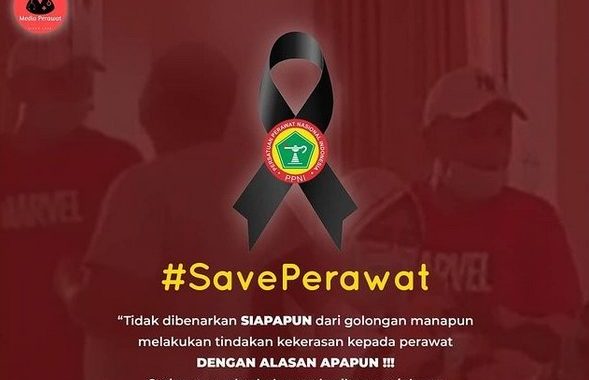 Media Perawat
PERSATUAN PERAWAT NASIONAL INDONESIA
PPNI
MARVEL
#SavePerawat
“Tidak dibenarkan SIAPAPUN dari golongan manapun
melakukan tindakan kekerasan kepada perawat
DENGAN ALASAN APAPUN !!!